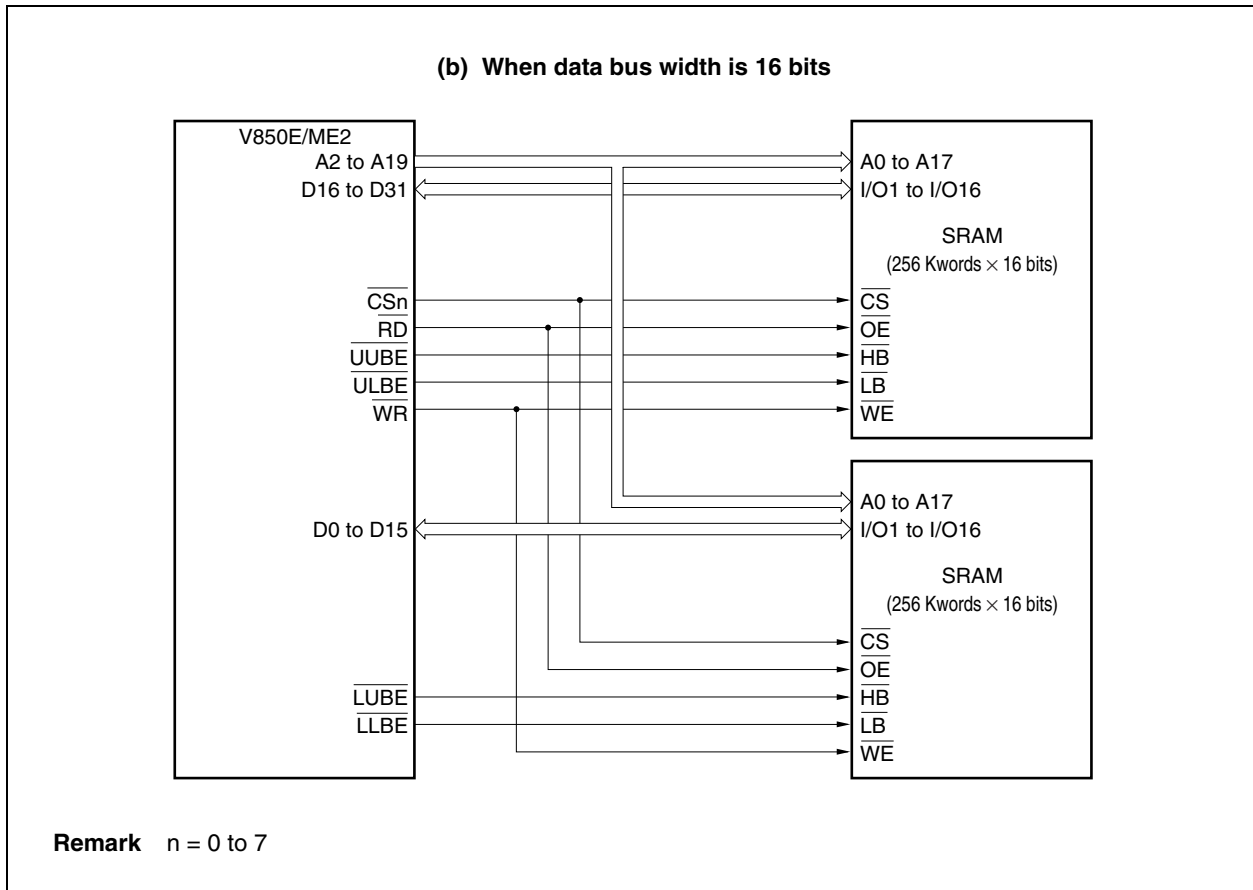 (b) When data bus width is 16 bits
V850E/ME2
A2 to A19
D16 to D31
CSn
RD
UUBE
ULBE
WR
D0 to D15
LUBE
LLBE
A0 to A17
I/O1 to I/O16
SRAM
(256 Kwords × 16 bits)
CS
OE
HB
LB
WE
A0 to A17
I/O1 to I/O16
SRAM
(256 Kwords × 16 bits)
CS
OE
HB
LB
WE
Remark n = 0 to 7